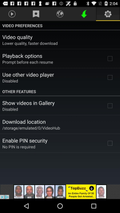 2:04
VIDEO PREFERENCES
Video quality
Lower quality, faster download
Playback options
Prompt before each resume
Use other video player
Disabled
OTHER FEATURES
Show videos in Gallery
Disabled
Download location
/storage/emulated/0/VideoHub
Enable PIN security
No PIN is required